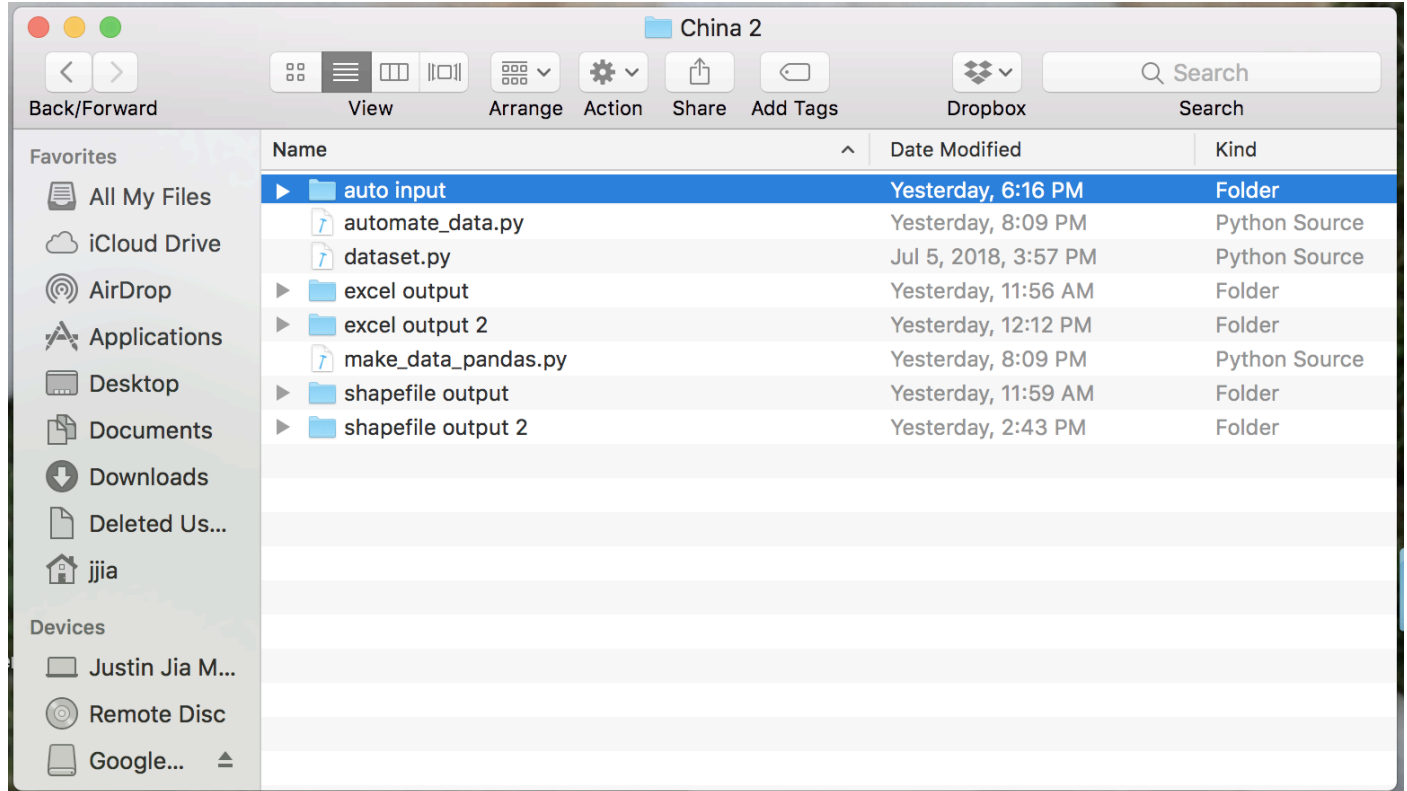 China 2
Back/Forward View Arrange Action Share Add Tags Dropbox Search
Search
Favorites
All My Files
iCloud Drive
AirDrop
Applications
Desktop
Documents
Downloads
Deleted Us...
jjia
Devices
Justin Jia M...
Remote Disc
Google...
Name Date Modified Kind
auto input Yesterday, 6:16 PM Folder
automate_data.py Yesterday, 8:09 PM Python Source
dataset.py Jul 5, 2018, 3:57 PM Python Source
excel output Yesterday, 11:56 AM Folder
excel output 2 Yesterday, 12:12 PM Folder
make_data_pandas.py Yesterday, 8:09 PM Python Source
shapefile output Yesterday, 11:59 AM Folder
shapefile output 2 Yesterday, 2:43 PM Folder